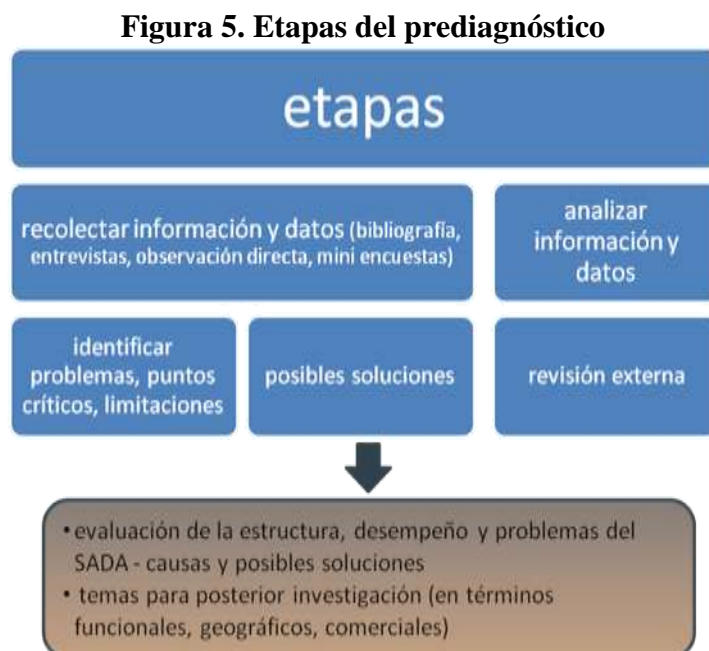 Figura 5. Etapas del prediagnóstico
etapas
recolectar información y datos (bibliografía,
entrevistas, observación directa, mini encuestas)
analizar
información y
datos
identificar
problemas, puntos
críticos, limitaciones
posibles soluciones
revisión externa
• evaluación de la estructura, desempeño y problemas del
SADA - causas y posibles soluciones
• temas para posterior investigación (en términos
funcionales, geográficos, comerciales)